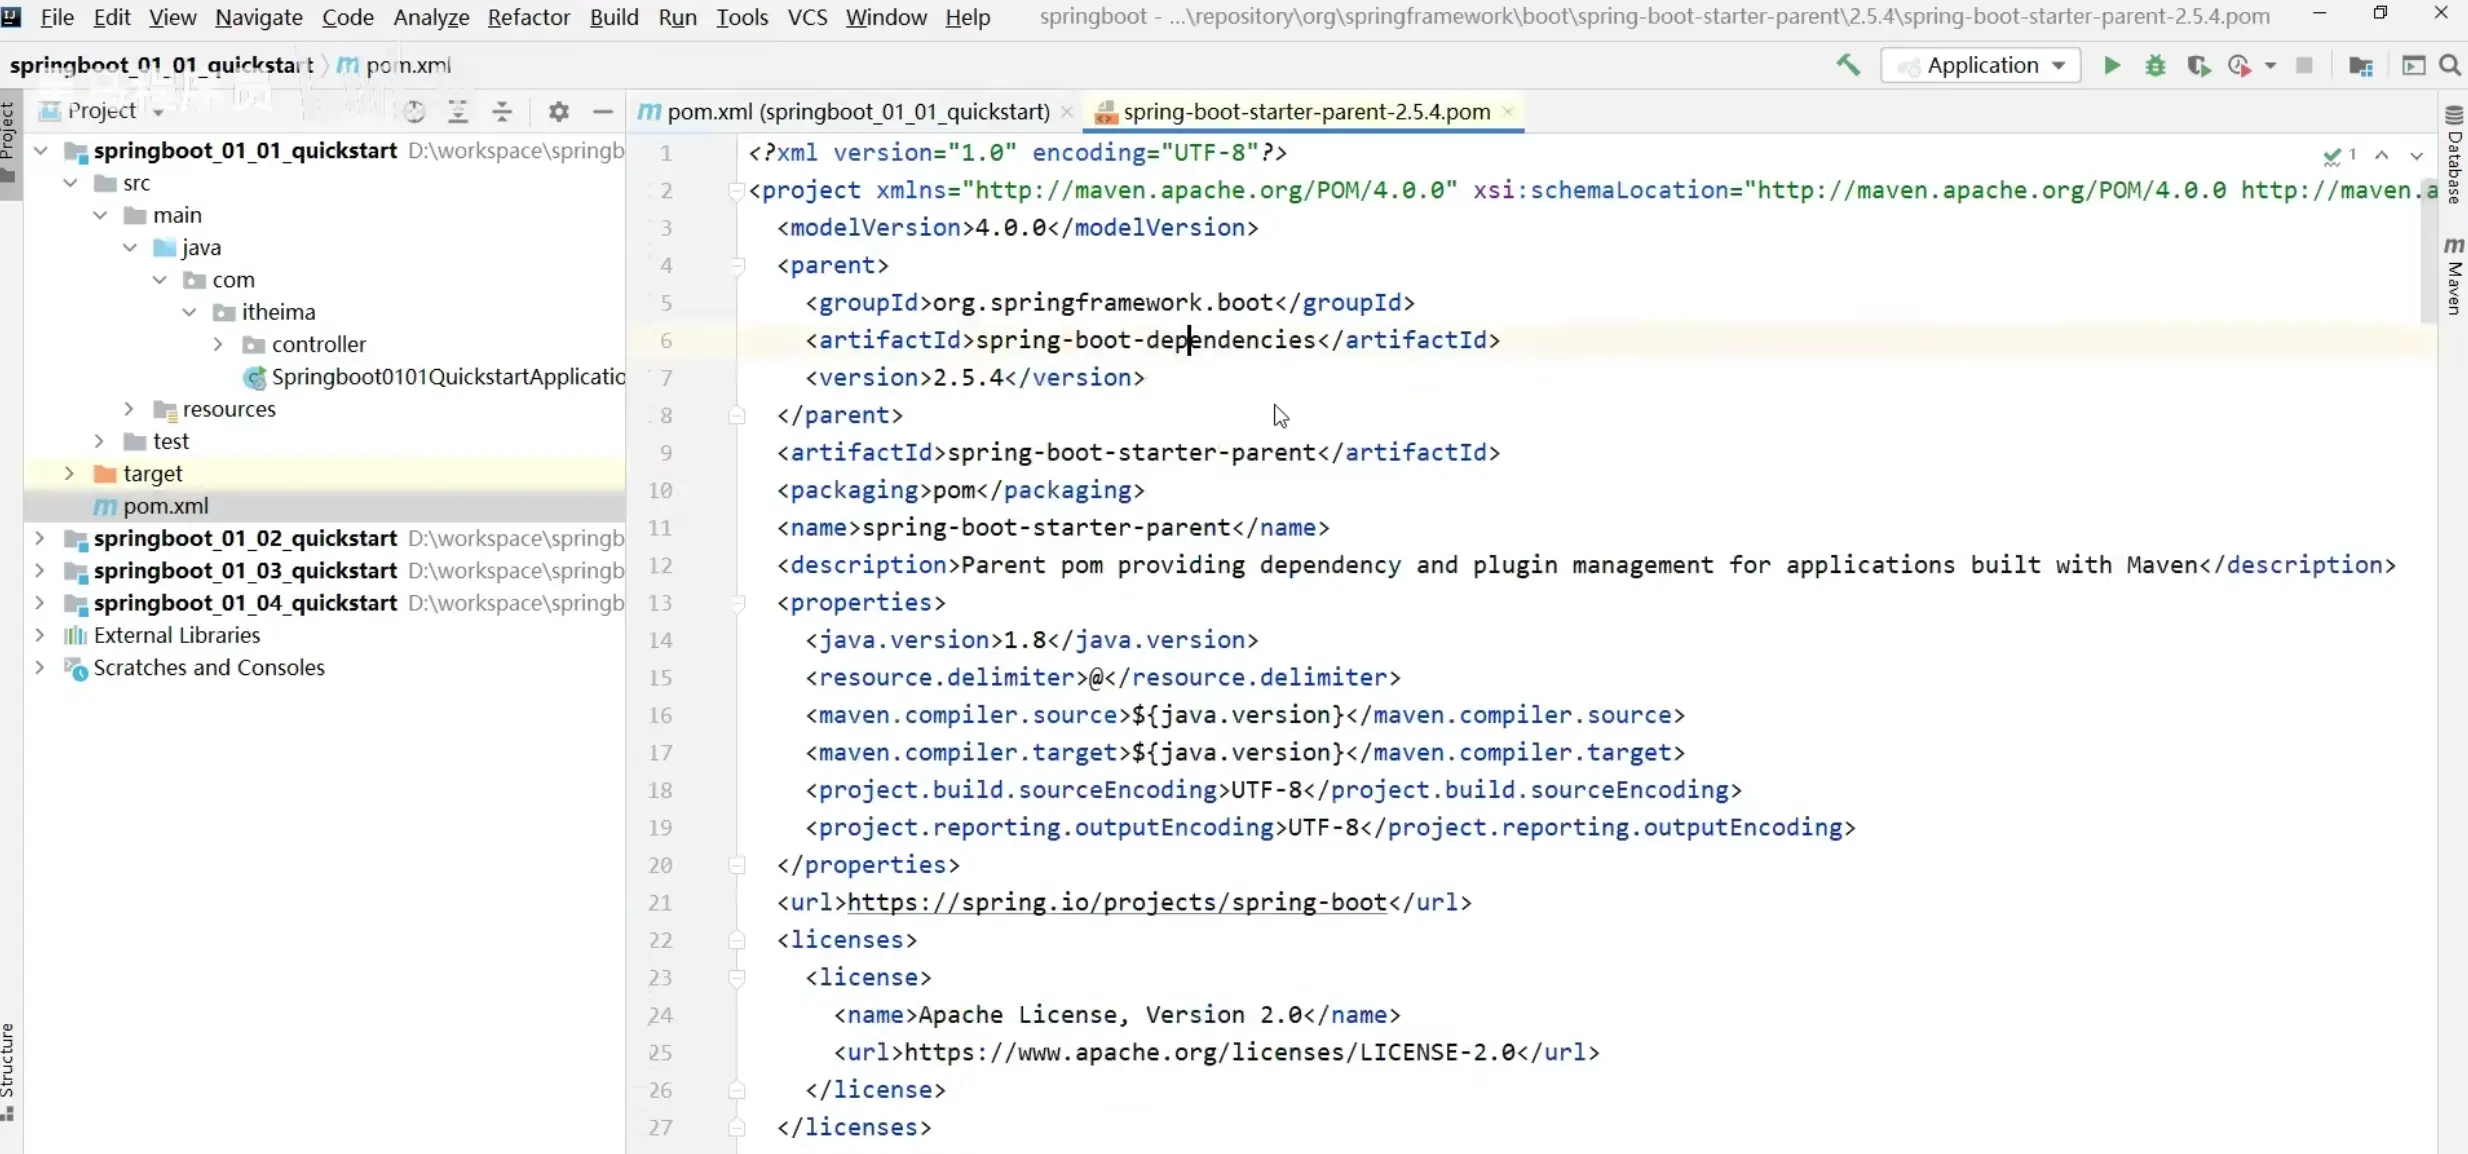 File Edit View Navigate Code Analyze Refactor Build Run Tools VCS Window Help springboot - ...\repository\org\springframework\boot\spring-boot-starter-parent\2.5.4\spring-boot-starter-parent-2.5.4.pom
springboot_01_01_quickstart pom.xml
Application
Project
Project
pom.xml (springboot_01_01_quickstart)
spring-boot-starter-parent-2.5.4.pom
springboot_01_01_quickstart D:\workspace\springb
src
main
java
com
itheima
controller
Springboot0101QuickstartApplicatio
resources
test
target
pom.xml
springboot_01_02_quickstart D:\workspace\springb
springboot_01_03_quickstart D:\workspace\springb
springboot_01_04_quickstart D:\workspace\springb
External Libraries
Scratches and Consoles
Structure
1 <?xml version="1.0" encoding="UTF-8"?>
2 <project xmlns="http://maven.apache.org/POM/4.0.0" xsi:schemaLocation="http://maven.apache.org/POM/4.0.0 http://maven.a
3 <modelVersion>4.0.0</modelVersion>
4 <parent>
5 <groupId>org.springframework.boot</groupId>
6 <artifactId>spring-boot-dependencies</artifactId>
7 <version>2.5.4</version>
8 </parent>
9 <artifactId>spring-boot-starter-parent</artifactId>
10 <packaging>pom</packaging>
11 <name>spring-boot-starter-parent</name>
12 <description>Parent pom providing dependency and plugin management for applications built with Maven</description>
13 <properties>
14 <java.version>1.8</java.version>
15 <resource.delimiter>@</resource.delimiter>
16 <maven.compiler.source>${java.version}</maven.compiler.source>
17 <maven.compiler.target>${java.version}</maven.compiler.target>
18 <project.build.sourceEncoding>UTF-8</project.build.sourceEncoding>
19 <project.reporting.outputEncoding>UTF-8</project.reporting.outputEncoding>
20 </properties>
21 <url>https://spring.io/projects/spring-boot</url>
22 <licenses>
23 <license>
24 <name>Apache License, Version 2.0</name>
25 <url>https://www.apache.org/licenses/LICENSE-2.0</url>
26 </license>
27 </licenses>
1
Database
Maven